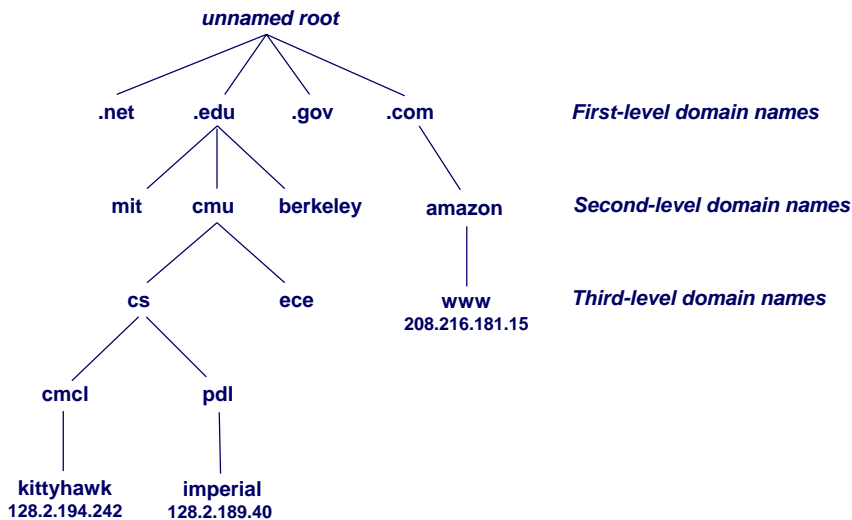 unnamed root
.net .edu .gov .com First-level domain names
mit cmu berkeley amazon Second-level domain names
cs ece www Third-level domain names
208.216.181.15
cmcl pdl
kittyhawk imperial
128.2.194.242 128.2.189.40